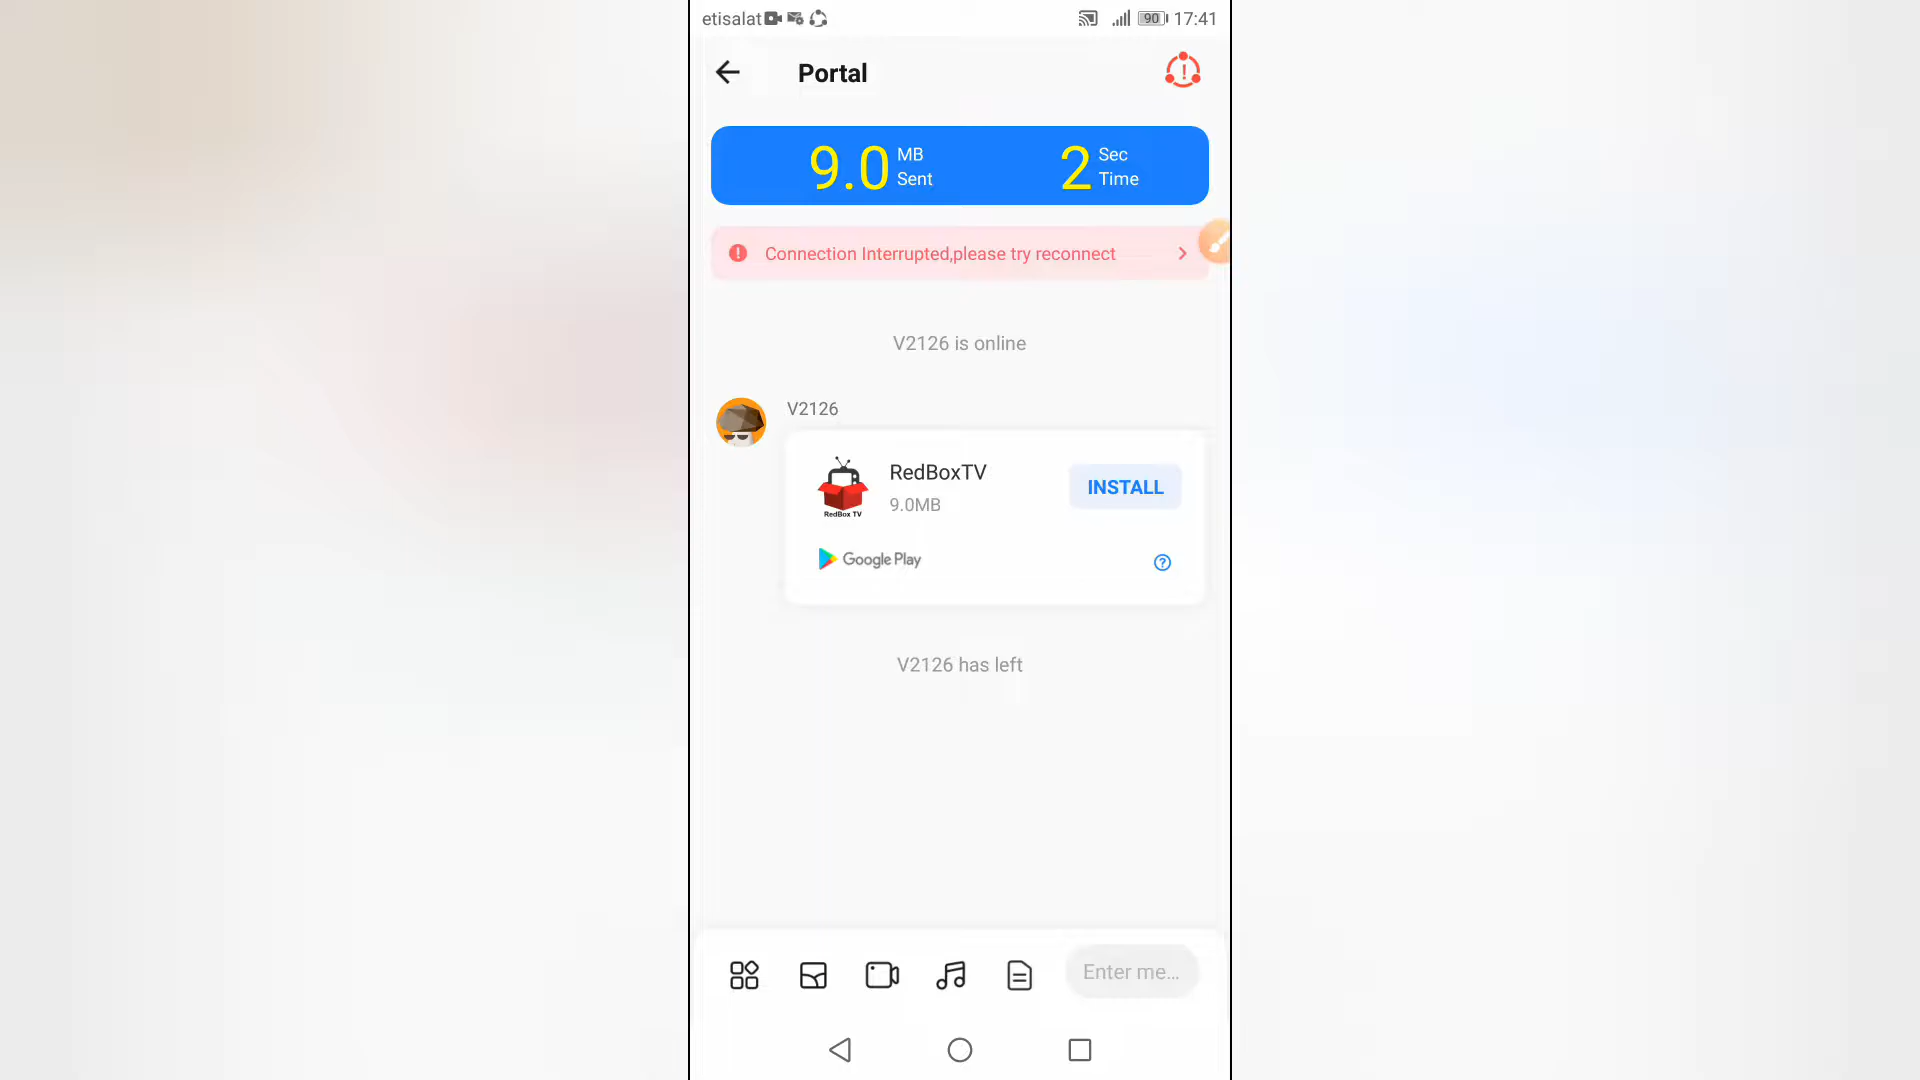 etisalat
90
17:41
Portal
9.0 MB Sent
2 Sec Time
Connection Interrupted,please try reconnect
V2126 is online
V2126
RedBoxTV
INSTALL
9.0MB
RedBox TV
Google Play
V2126 has left
Enter me...